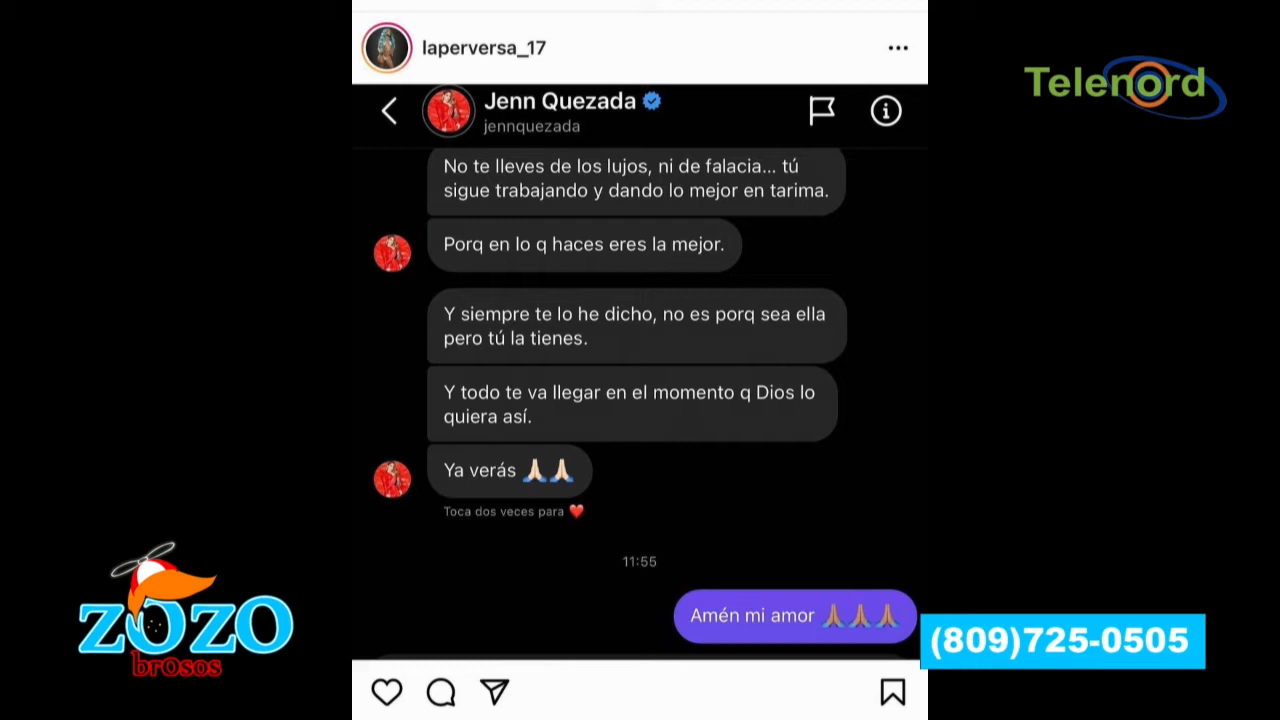 laperversa_17
Telenord
Jenn Quezada
jennquezada
No te lleves de los lujos, ni de falacia... tú
sigue trabajando y dando lo mejor en tarima.
Porq en lo q haces eres la mejor.
Y siempre te lo he dicho, no es porq sea ella
pero tú la tienes.
Y todo te va llegar en el momento q Dios lo
quiera así.
Ya verás 🙏🏻🙏🏻
Toca dos veces para ❤️
11:55
Amén mi amor 🙏🏽🙏🏽🙏🏽
zozo
brOsos
(809)725-0505